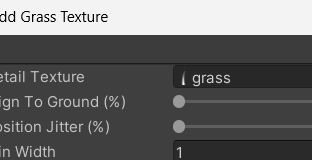 dd Grass Texture
etail Texture grass
ign To Ground (%)
osition Jitter (%)
in Width 1